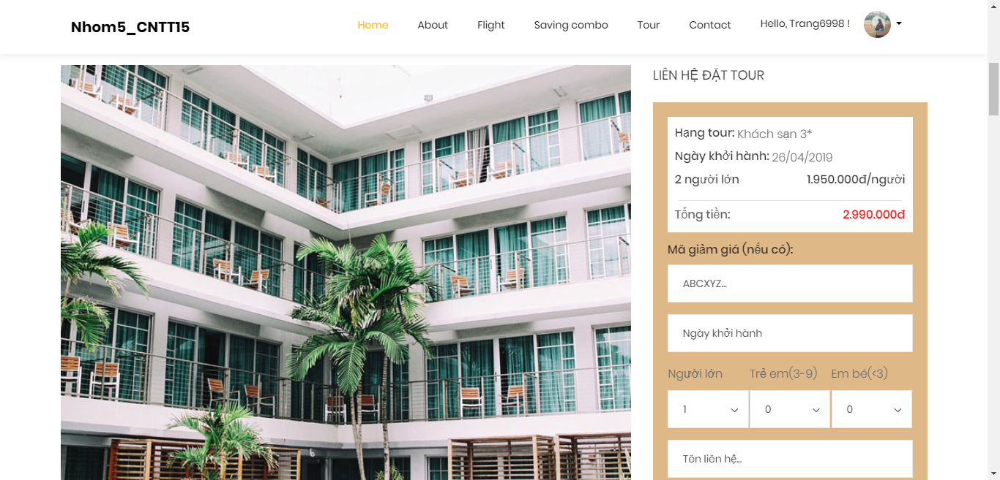 Nhom5_CNTT15
Home About Flight Saving combo Tour Contact Hello, Trang6998 !
LIÊN HỆ ĐẶT TOUR
Hạng tour: Khách sạn 3*
Ngày khởi hành: 26/04/2019
2 người lớn 1.950.000đ/người
Tổng tiền: 2.990.000đ
Mã giảm giá (nếu có):
ABCXYZ...
Ngày khởi hành
Người lớn Trẻ em(3-9) Em bé(<3)
1 0 0
Tên liên hệ...